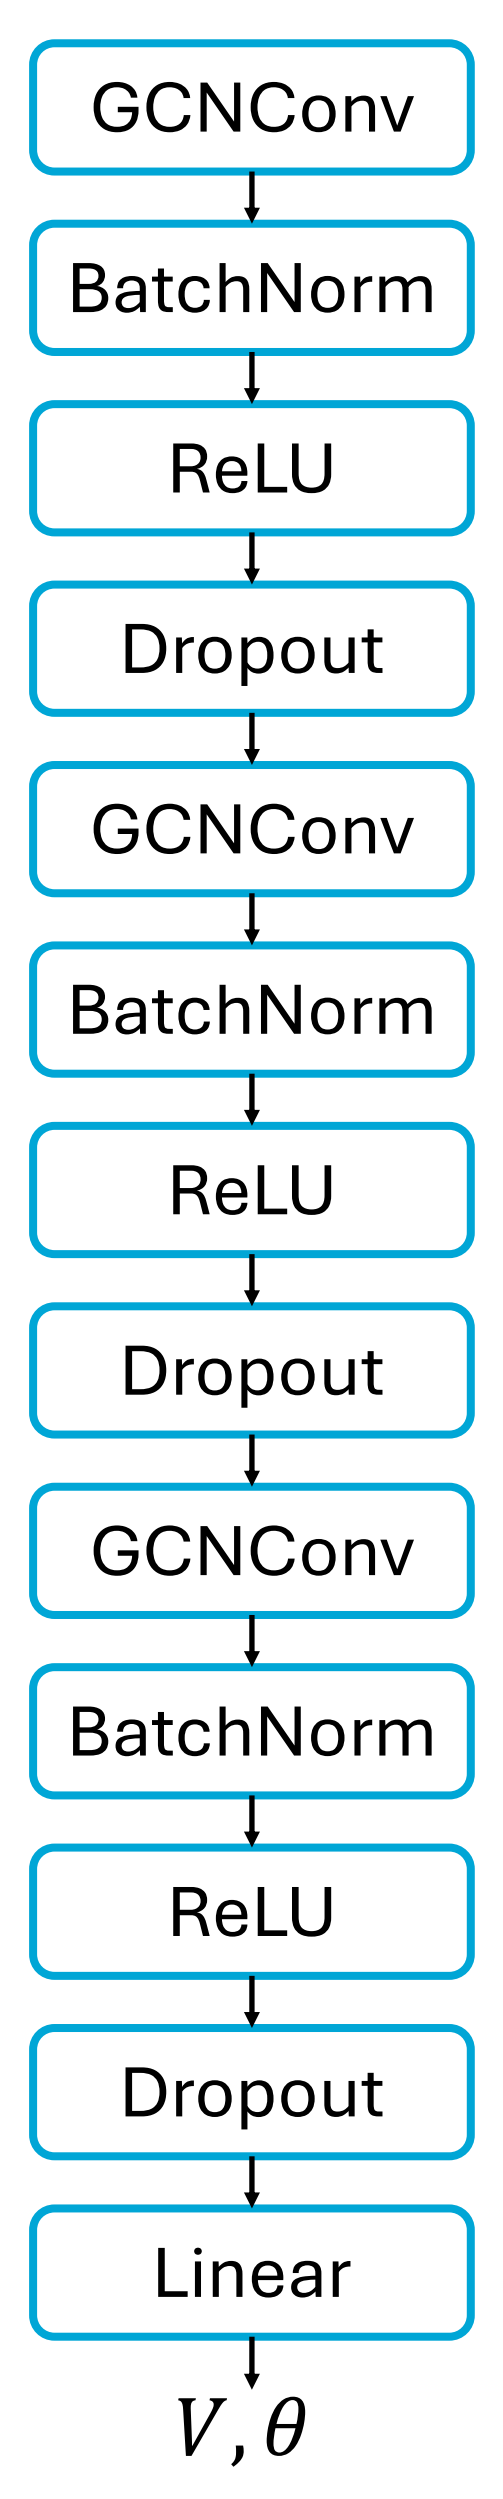 GCNConv
BatchNorm
ReLU
Dropout
GCNConv
BatchNorm
ReLU
Dropout
GCNConv
BatchNorm
ReLU
Dropout
Linear
V, θ